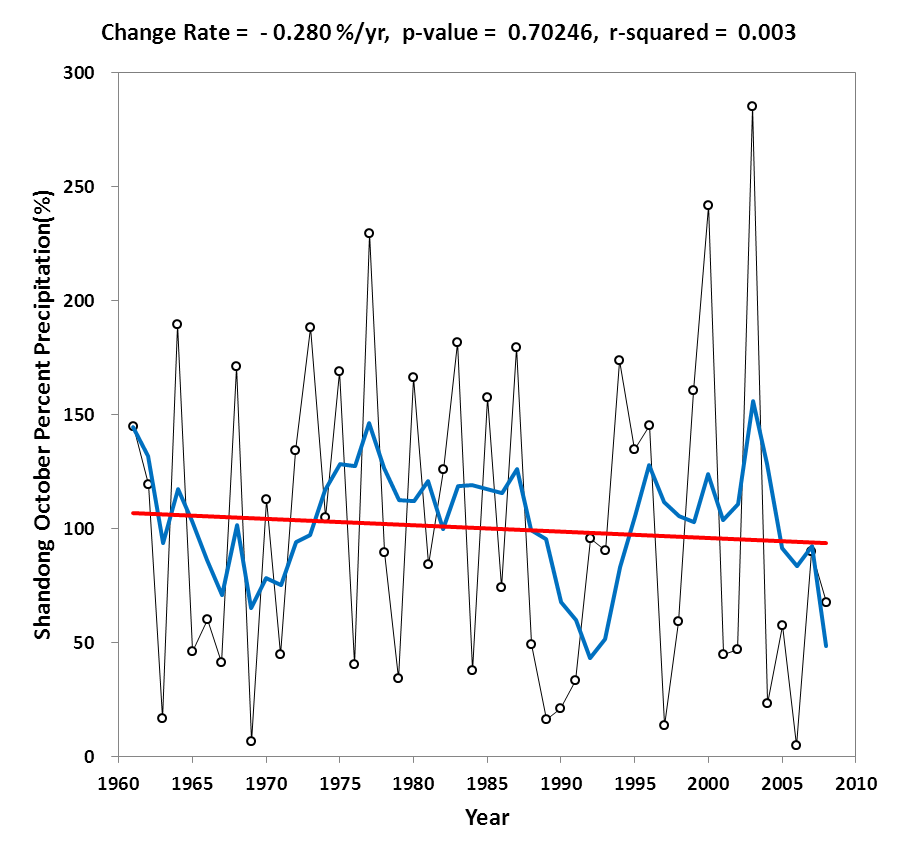 Change Rate = - 0.280 %/yr, p-value = 0.70246, r-squared = 0.003
300
250
200
150
100
50
0
Shandong October Percent Precipitation(%)
1960 1965 1970 1975 1980 1985 1990 1995 2000 2005 2010
Year